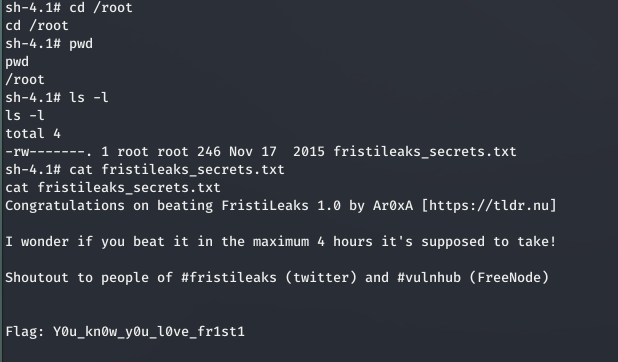 sh-4.1# cd /root
cd /root
sh-4.1# pwd
pwd
/root
sh-4.1# ls -l
ls -l
total 4
-rw-------. 1 root root 246 Nov 17  2015 fristileaks_secrets.txt
sh-4.1# cat fristileaks_secrets.txt
cat fristileaks_secrets.txt
Congratulations on beating FristiLeaks 1.0 by Ar0xA [https://tldr.nu]
I wonder if you beat it in the maximum 4 hours it's supposed to take!
Shoutout to people of #fristileaks (twitter) and #vulnhub (FreeNode)
Flag: Y0u_kn0w_y0u_l0ve_fr1st1